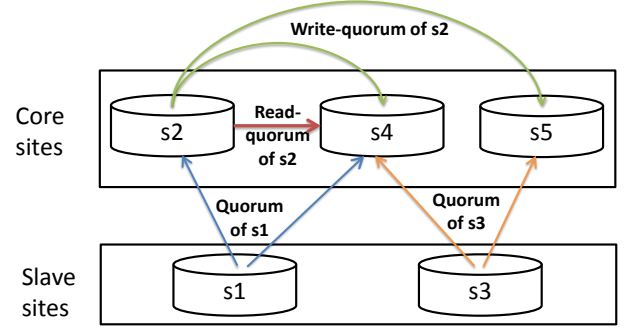 Write-quorum of s2
Core
sites
s2
Read-
quorum
of s2
s4
s5
Quorum
of s1
Quorum
of s3
Slave
sites
s1
s3